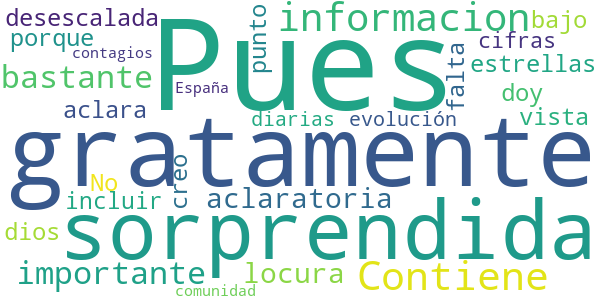 desescalada
Pues
punto
informacion
bajo
porque
contagios
cifras
falta
estrellas
bastante
España
doy
aclara
diarias
evolución
vista
gratamente
creo
No
incluir
aclaratoria
dios
sorprendida
importante
locura
Contiene
comunidad